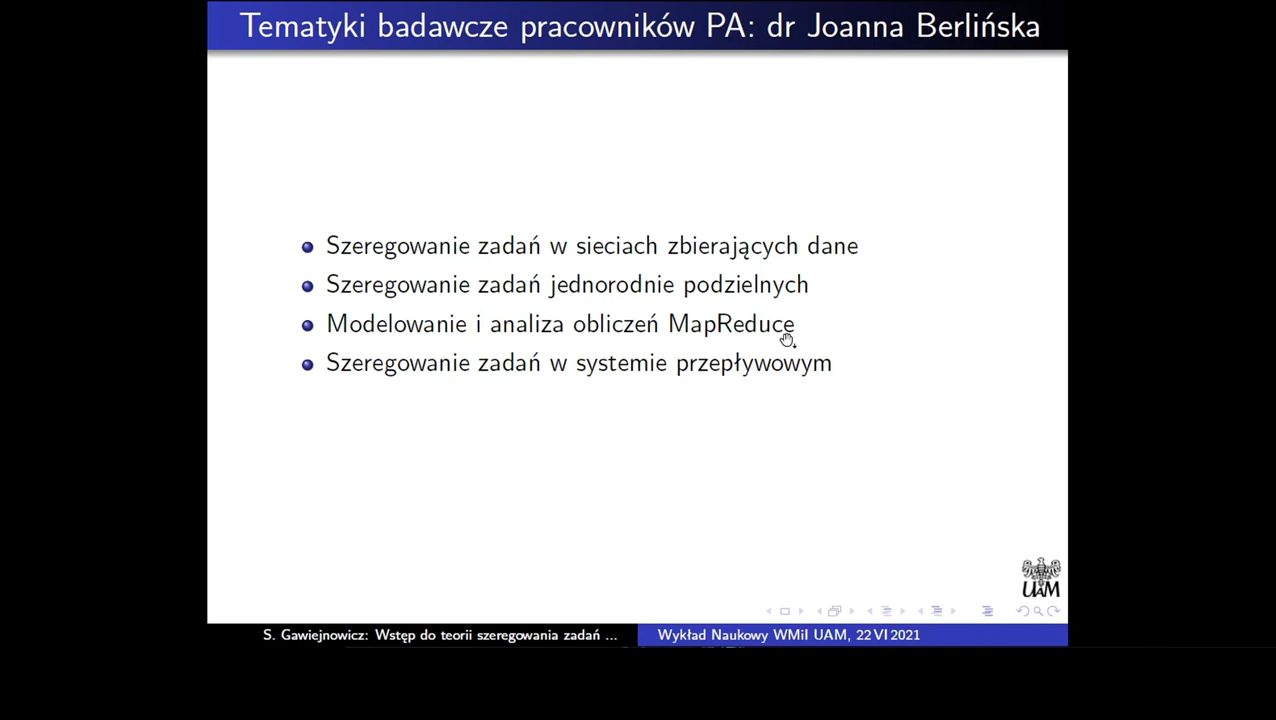 Tematyki badawcze pracowników PA: dr Joanna Berlińska
Szeregowanie zadań w sieciach zbierających dane
Szeregowanie zadań jednorodnie podzielnych
Modelowanie i analiza obliczeń MapReduce
Szeregowanie zadań w systemie przepływowym
UAM
S. Gawiejnowicz: Wstęp do teorii szeregowania zadań ...
Wykład Naukowy WMiI UAM, 22 VI 2021